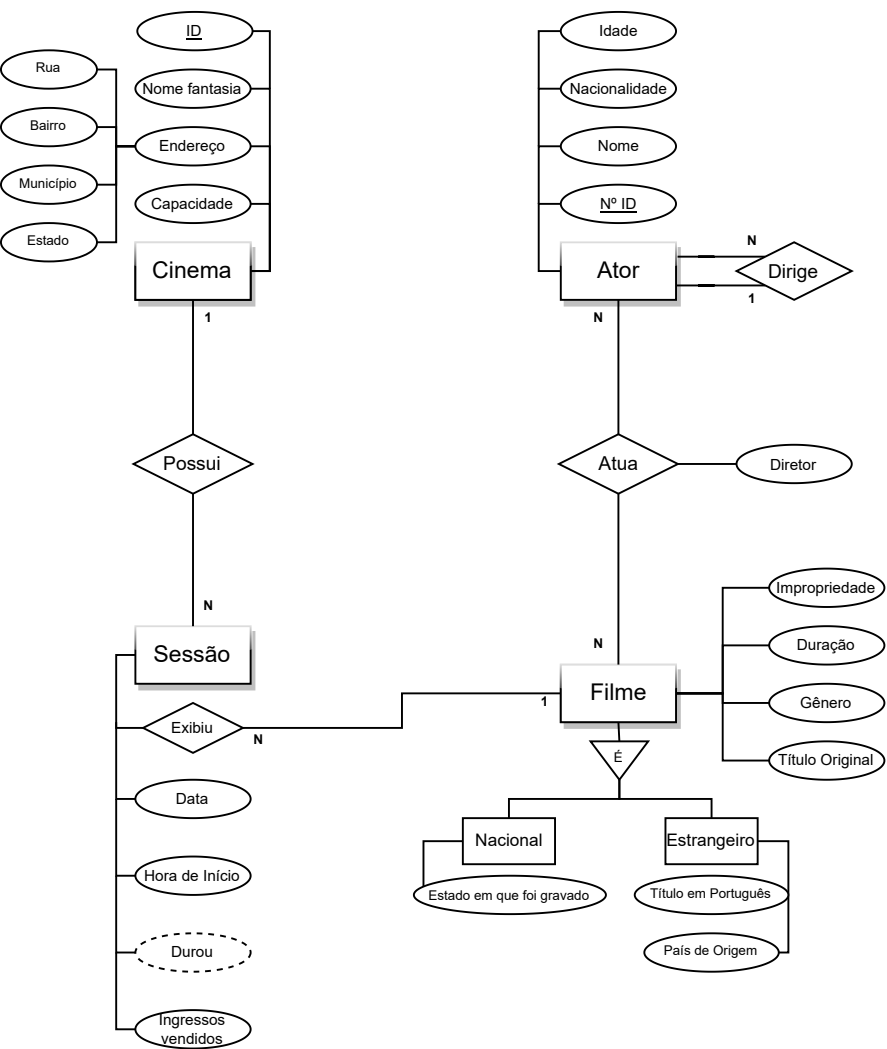 ID
Idade
Rua
Nome fantasia
Nacionalidade
Bairro
Endereço
Nome
Município
Capacidade
Nº ID
Estado
Cinema
Ator
N
Dirige
1
1
N
Possui
Atua
Diretor
Impropriedade
N
N
Duração
Sessão
Filme
Gênero
1
Exibiu
N
É
Título Original
Data
Nacional
Estrangeiro
Hora de Início
Estado em que foi gravado
Título em Português
Durou
País de Origem
Ingressos
vendidos